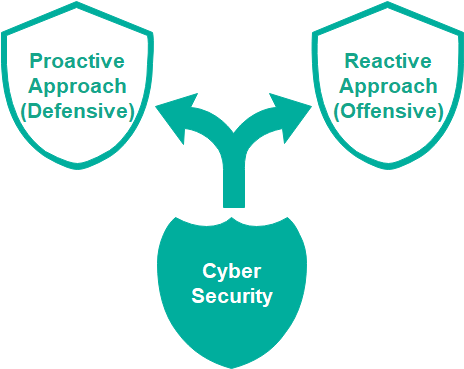 Proactive
Approach
(Defensive)
Reactive
Approach
(Offensive)
Cyber
Security